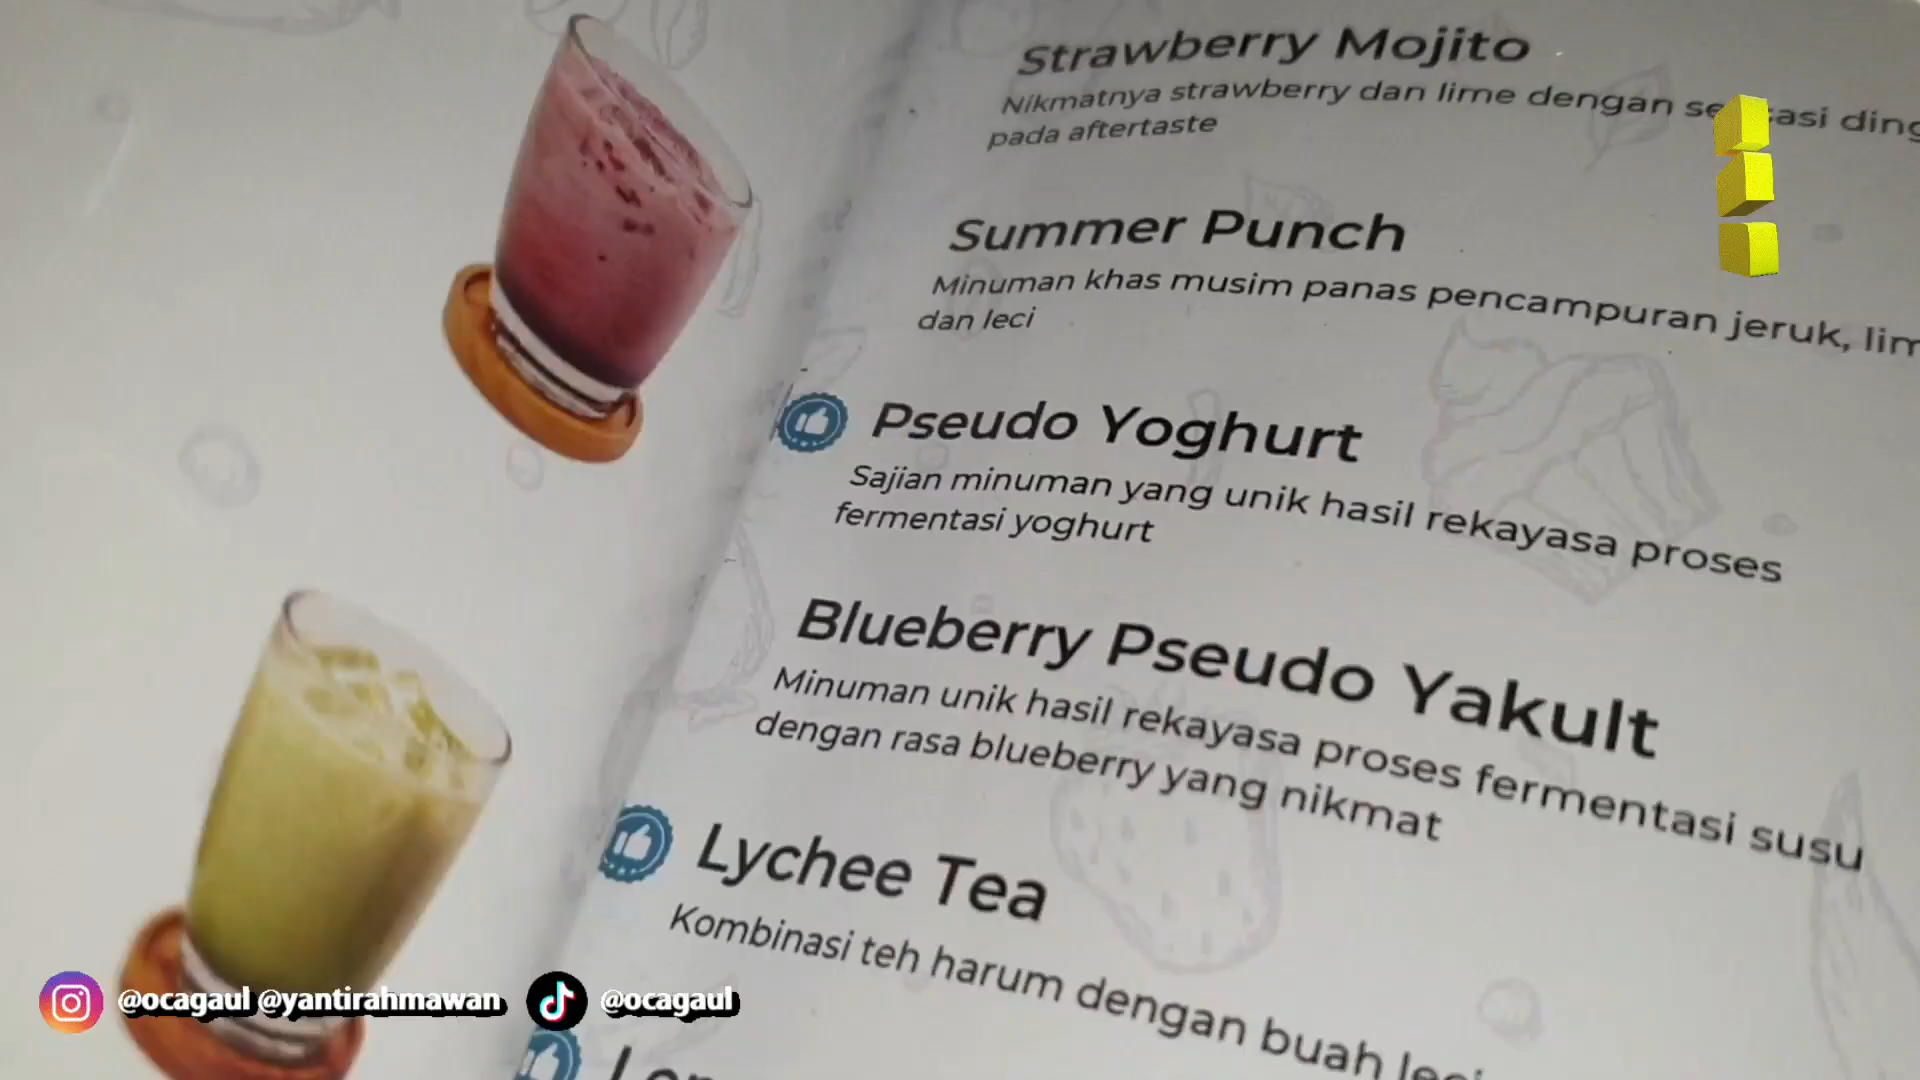 Strawberry Mojito
Nikmatnya strawberry dan lime dengan
pada aftertaste
Summer Punch
Minuman khas musim panas pencampuran jeruk,
dan leci
Pseudo Yoghurt
Sajian minuman yang unik hasil rekayasa proses
fermentasi yoghurt
Blueberry Pseudo Yakult
Minuman unik hasil rekayasa proses fermentasi susu
dengan rasa blueberry yang nikmat
Lychee Tea
Kombinasi teh harum dengan buah leci
@ocagaul @yantirahmawan @ocagaul